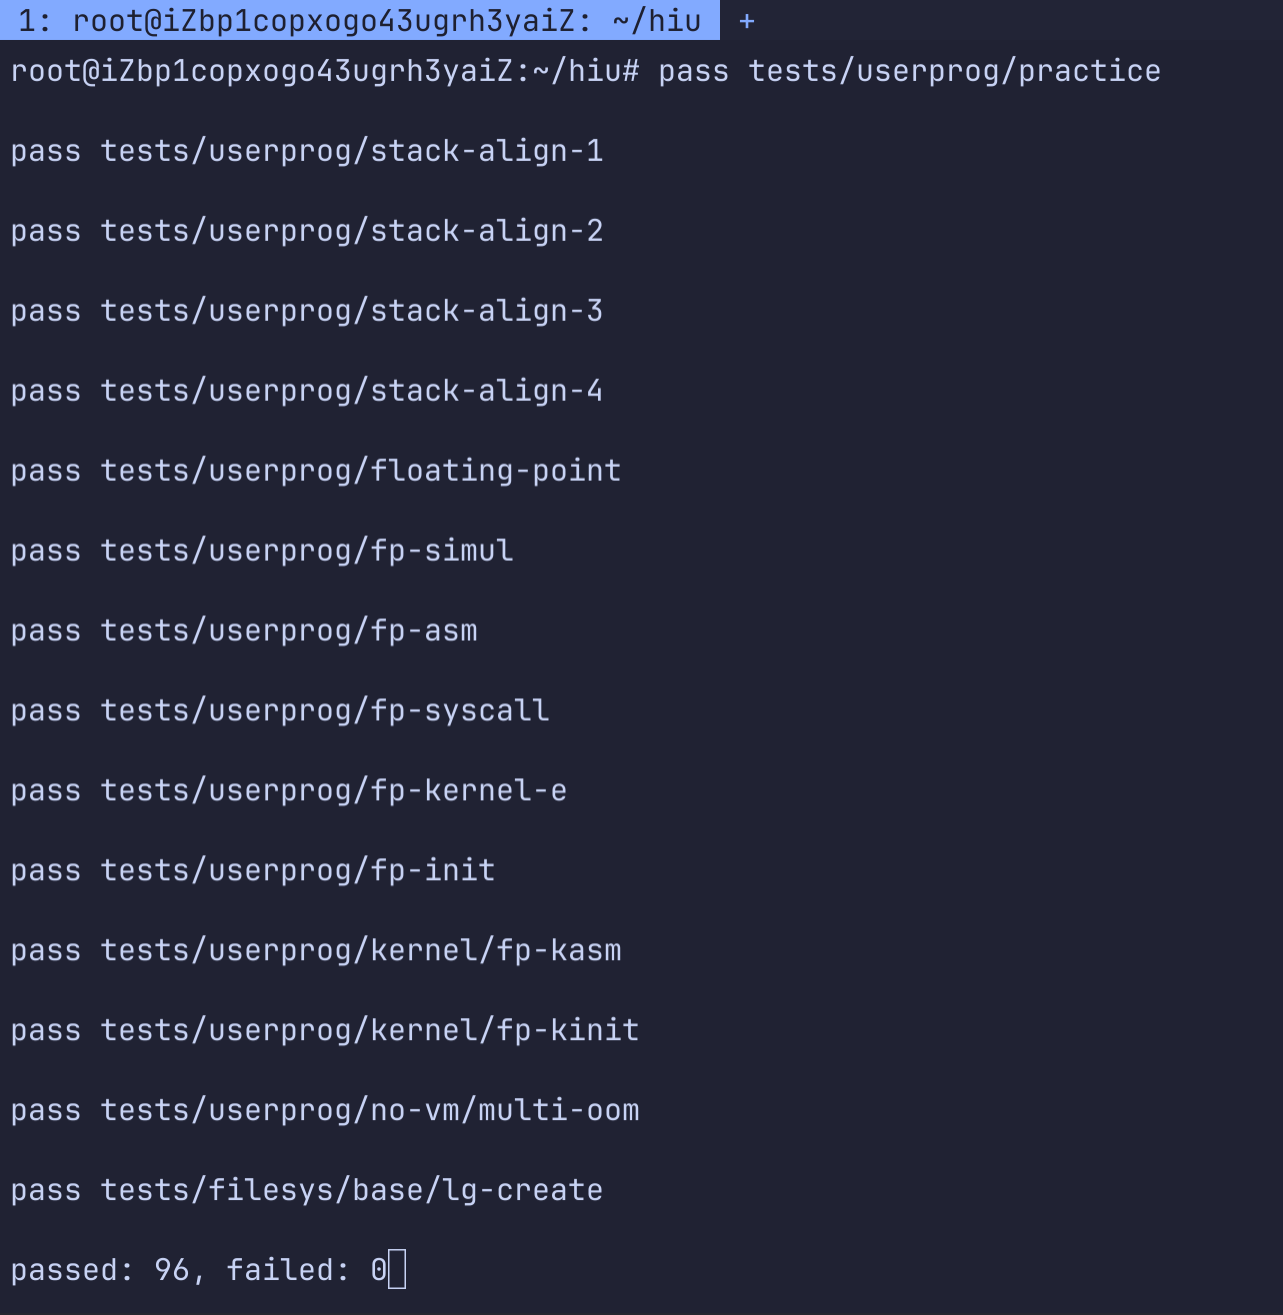 1: root@iZbp1copxogo43ugrh3yaiZ: ~/hiu +
root@iZbp1copxogo43ugrh3yaiZ:~/hiu# pass tests/userprog/practice
pass tests/userprog/stack-align-1
pass tests/userprog/stack-align-2
pass tests/userprog/stack-align-3
pass tests/userprog/stack-align-4
pass tests/userprog/floating-point
pass tests/userprog/fp-simul
pass tests/userprog/fp-asm
pass tests/userprog/fp-syscall
pass tests/userprog/fp-kernel-e
pass tests/userprog/fp-init
pass tests/userprog/kernel/fp-kasm
pass tests/userprog/kernel/fp-kinit
pass tests/userprog/no-vm/multi-oom
pass tests/filesys/base/lg-create
passed: 96, failed: 0